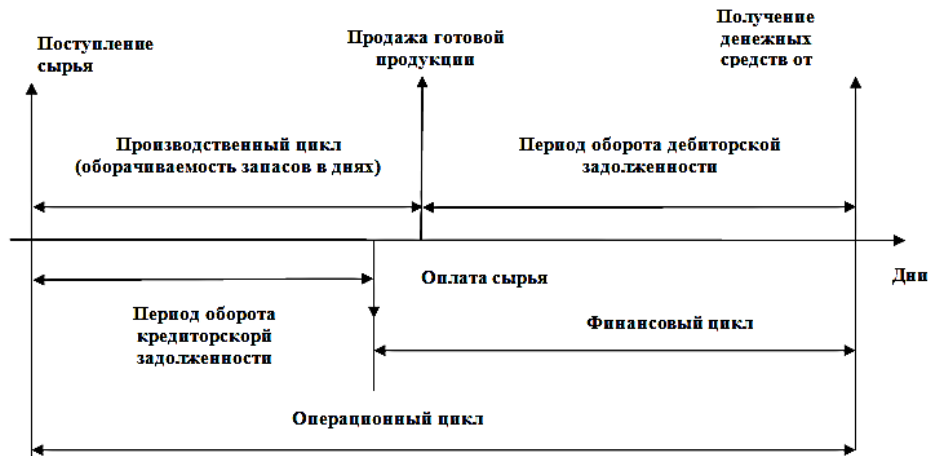 Поступление
сырья
Продажа готовой
продукции
Получение
денежных
средств от
Производственный цикл
(оборачиваемость запасов в днях)
Период оборота дебиторской
задолженности
Оплата сырья
Дни
Период оборота
кредиторскорй
задолженности
Финансовый цикл
Операционный цикл